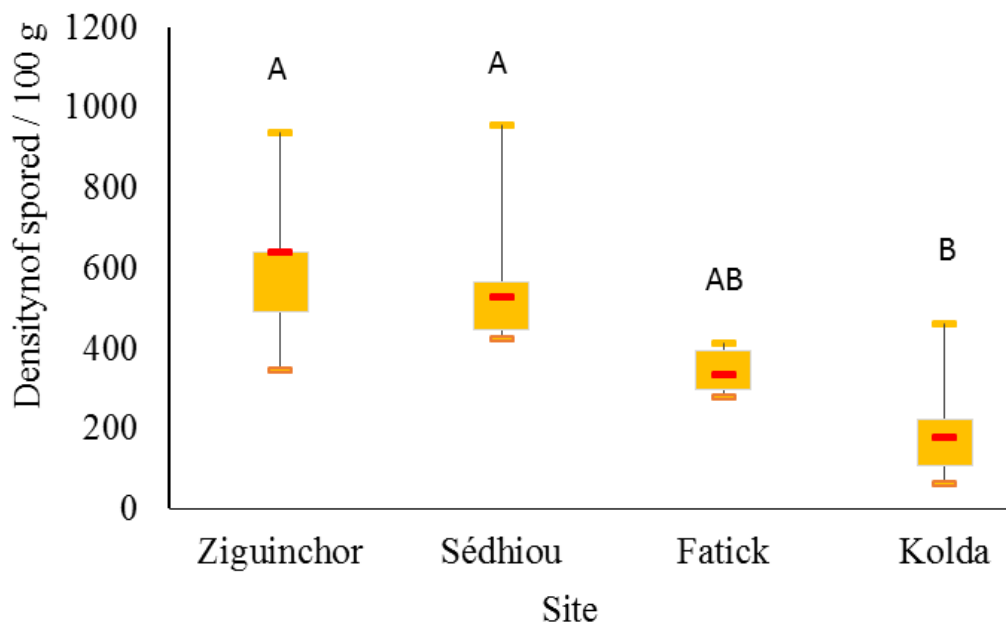 Densitynof spored / 100 g
1200
1000
800
600
400
200
0
A
A
AB
B
Ziguinchor
Sédhiou
Fatick
Kolda
Site